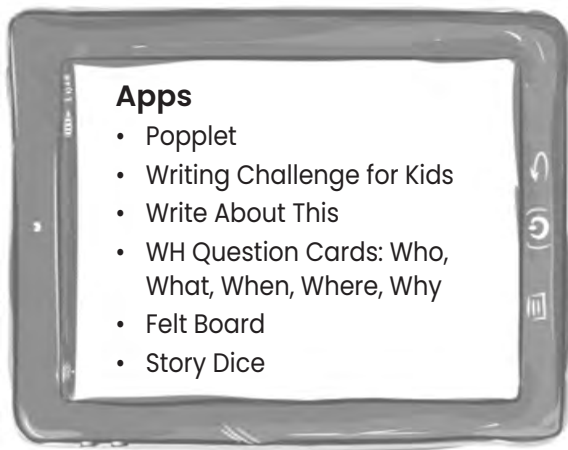 Apps
• Popplet
• Writing Challenge for Kids
• Write About This
• WH Question Cards: Who,
What, When, Where, Why
• Felt Board
• Story Dice